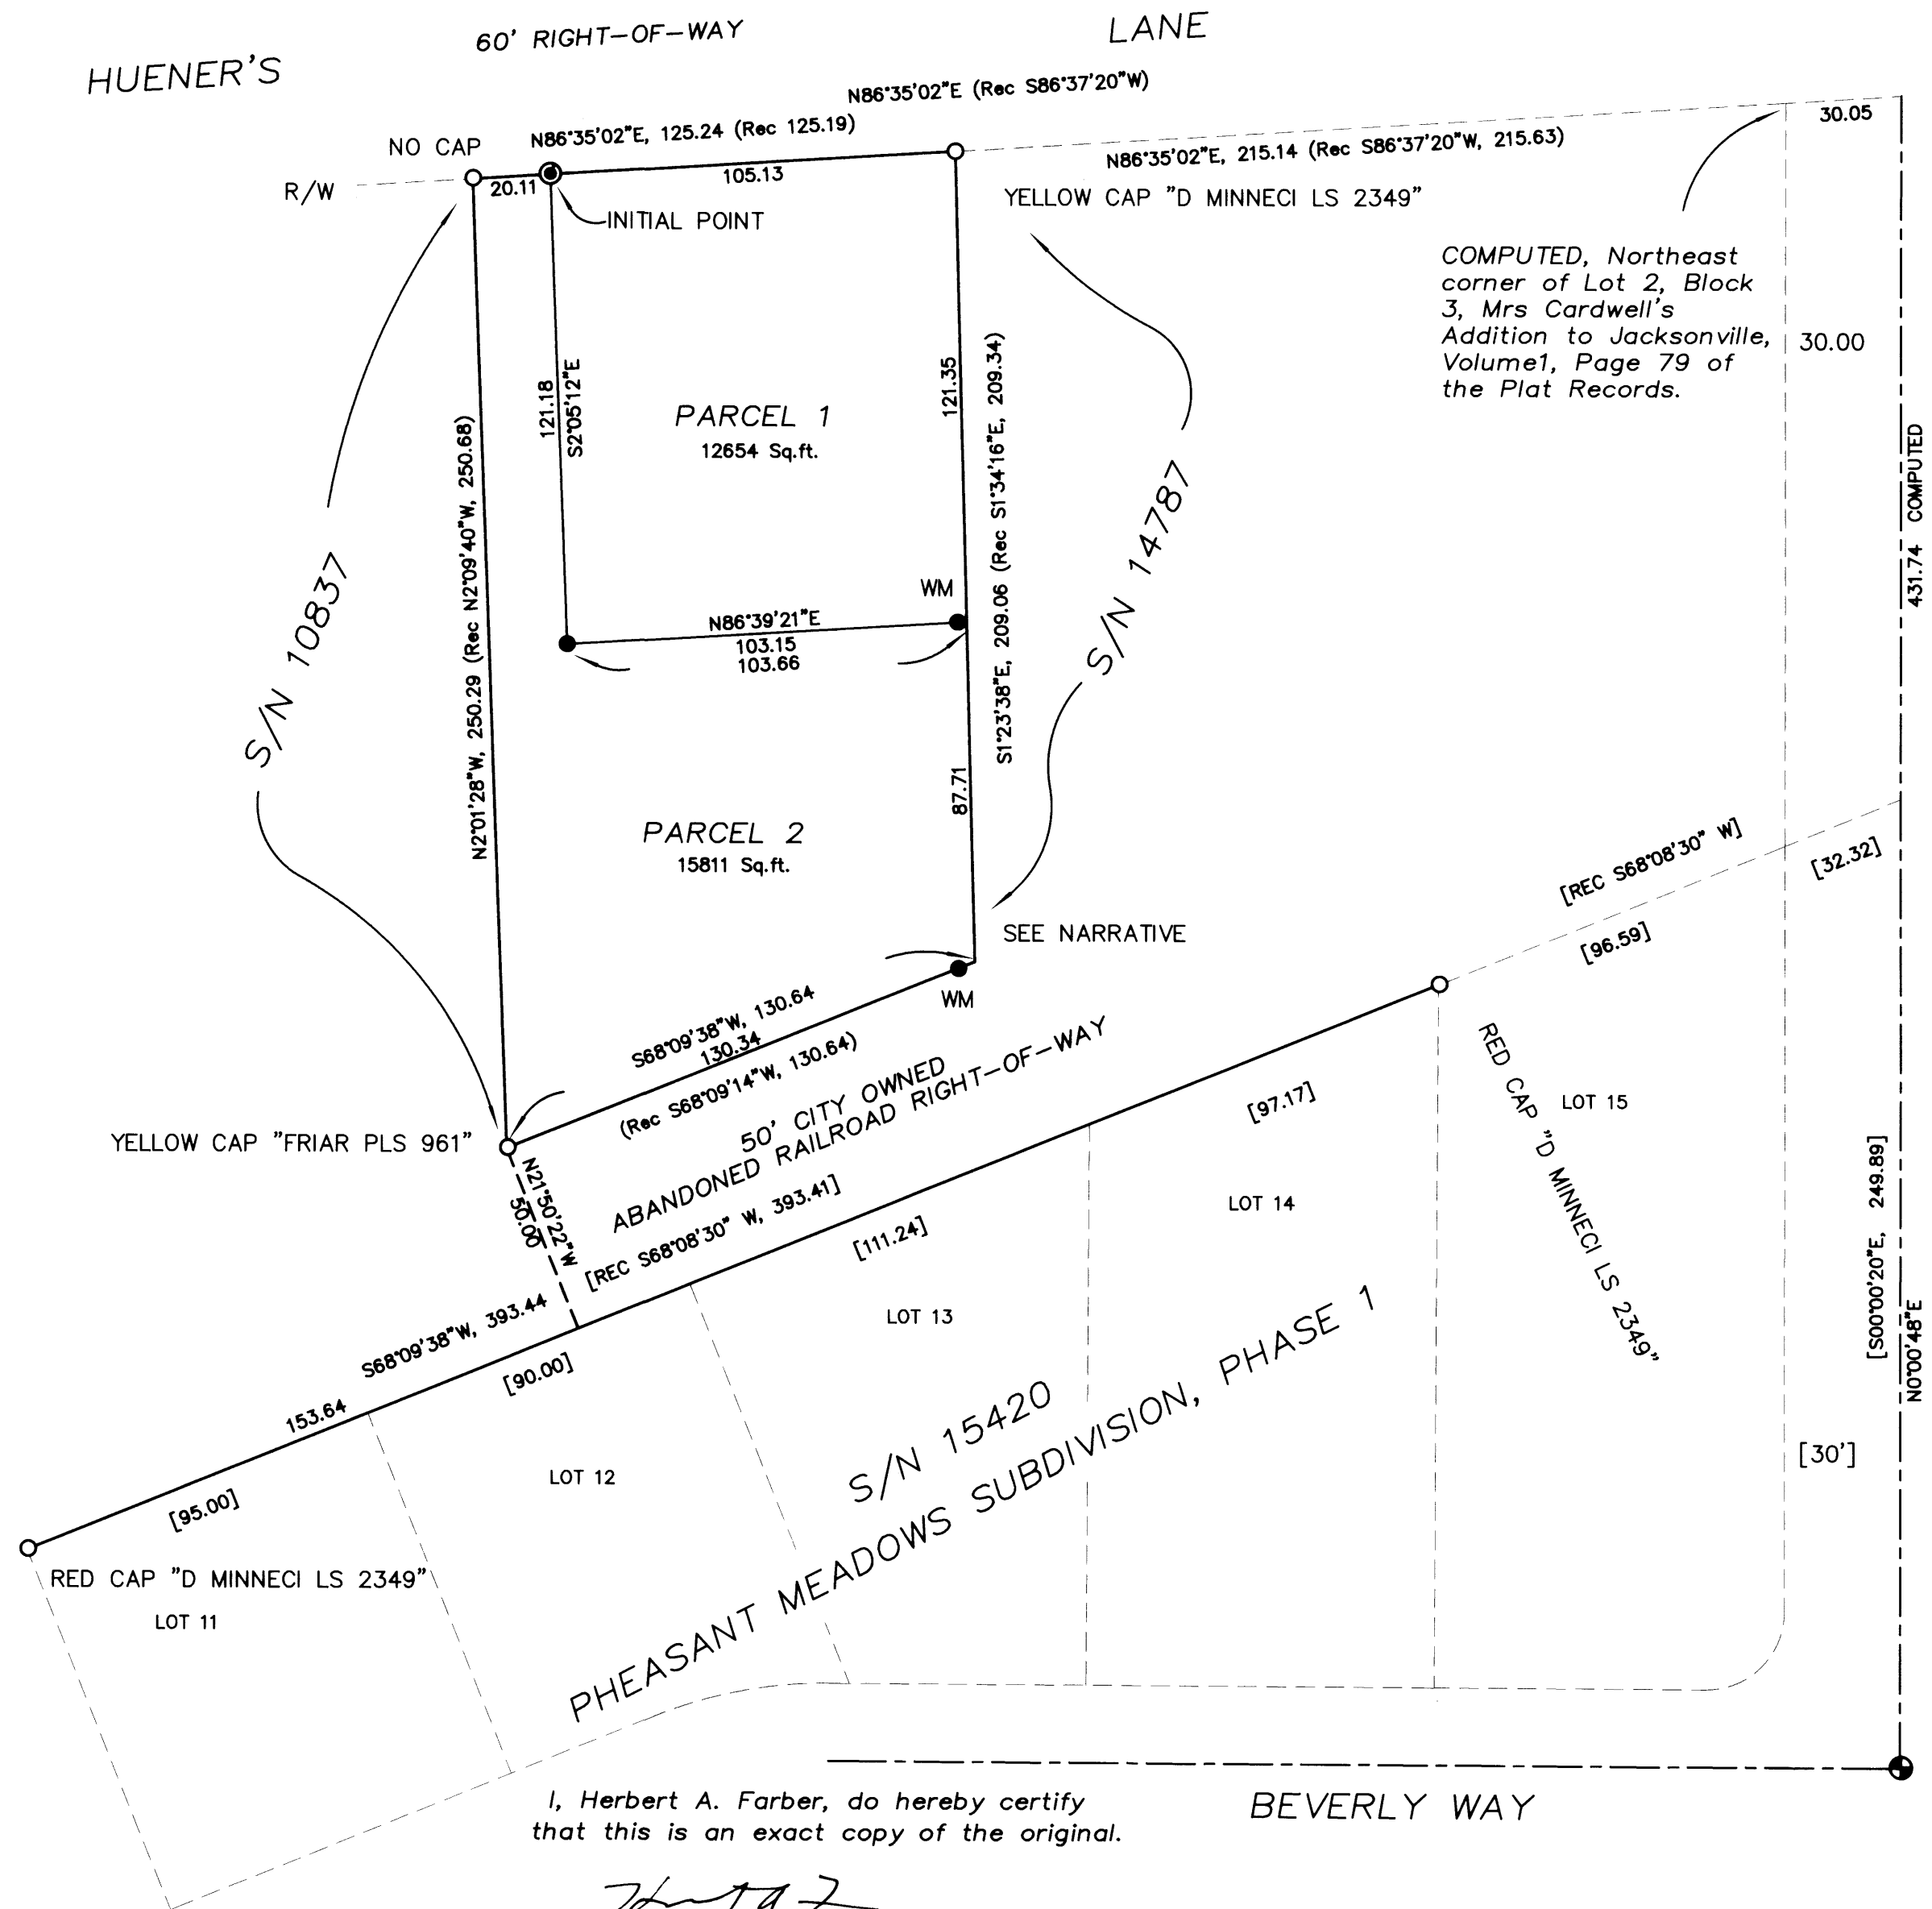 60' RIGHT-OF-WAY
LANE
HUENER'S
N86°35'02"E (Rec S86°37'20"W)
30.05
N86°35'02"E, 125.24 (Rec 125.19)
NO CAP
N86°35'02"E, 215.14 (Rec S86°37'20"W, 215.63)
R/W
20.11
105.13
YELLOW CAP "D MINNECI LS 2349"
INITIAL POINT
COMPUTED, Northeast
corner of Lot 2, Block
3, Mrs Cardwell's
Addition to Jacksonville,
Volume1, Page 79 of
the Plat Records.
30.00
121.18
S2°05'12"E
121.35
PARCEL 1
12654 Sq.ft.
S1°23'38"E, 209.06 (Rec S1°34'16"E, 209.34)
N2°01'28"W, 250.29 (Rec N2°09'40"W, 250.68)
431.74 COMPUTED
S/N 10837
S/N 14787
WM
N86°39'21"E
103.15
103.66
87.71
PARCEL 2
15811 Sq.ft.
[REC S68°08'30" W]
[32.32]
[96.59]
SEE NARRATIVE
WM
S68°09'38"W, 130.64
130.34
(Rec S68°09'14"W, 130.64)
50' CITY OWNED
ABANDONED RAILROAD RIGHT-OF-WAY
[97.17]
RED CAP "D MINNECI LS 2349"
LOT 15
YELLOW CAP "FRIAR PLS 961"
N21°50'22"W
50.00
LOT 14
[S00°00'20"E, 249.89]
N0°00'48"E
[REC S68°08'30" W, 393.41]
[111.24]
LOT 13
S68°09'38"W, 393.44
[90.00]
153.64
S/N 15420
PHEASANT MEADOWS SUBDIVISION, PHASE 1
[30']
LOT 12
[95.00]
RED CAP "D MINNECI LS 2349"
LOT 11
I, Herbert A. Farber, do hereby certify
that this is an exact copy of the original.
BEVERLY WAY